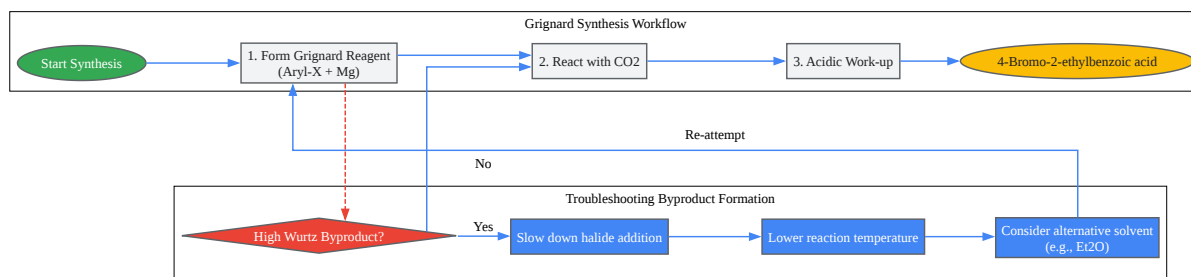 Grignard Synthesis Workflow
Start Synthesis
1. Form Grignard Reagent
(Aryl-X + Mg)
2. React with CO2
3. Acidic Work-up
4-Bromo-2-ethylbenzoic acid
Re-attempt
No
Troubleshooting Byproduct Formation
High Wurtz Byproduct?
Yes
Slow down halide addition
Lower reaction temperature
Consider alternative solvent
(e.g., Et2O)